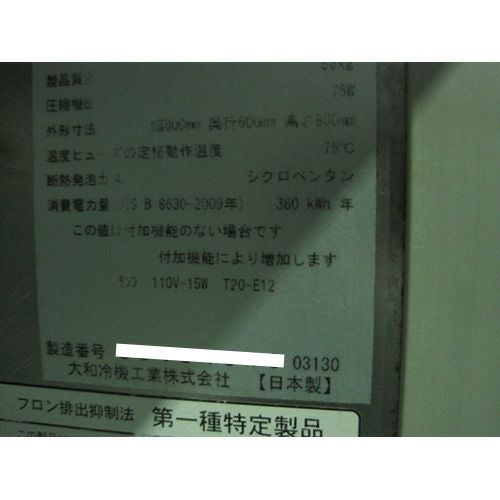 製品質
75W
外形寸法 幅800mm 奥行600mm 高さ800mm
温度ヒューズの定格動作温度 76℃
断熱発泡ガス シクロペンタン
消費電力量 (JIS B 8630-2009年) 380 kWh/年
この値は付加機能のない場合です
付加機能により増加します
ランプ 110V-15W T20-E12
製造番号 03130
大和冷機工業株式会社 【日本製】
フロン排出抑制法 第一種特定製品